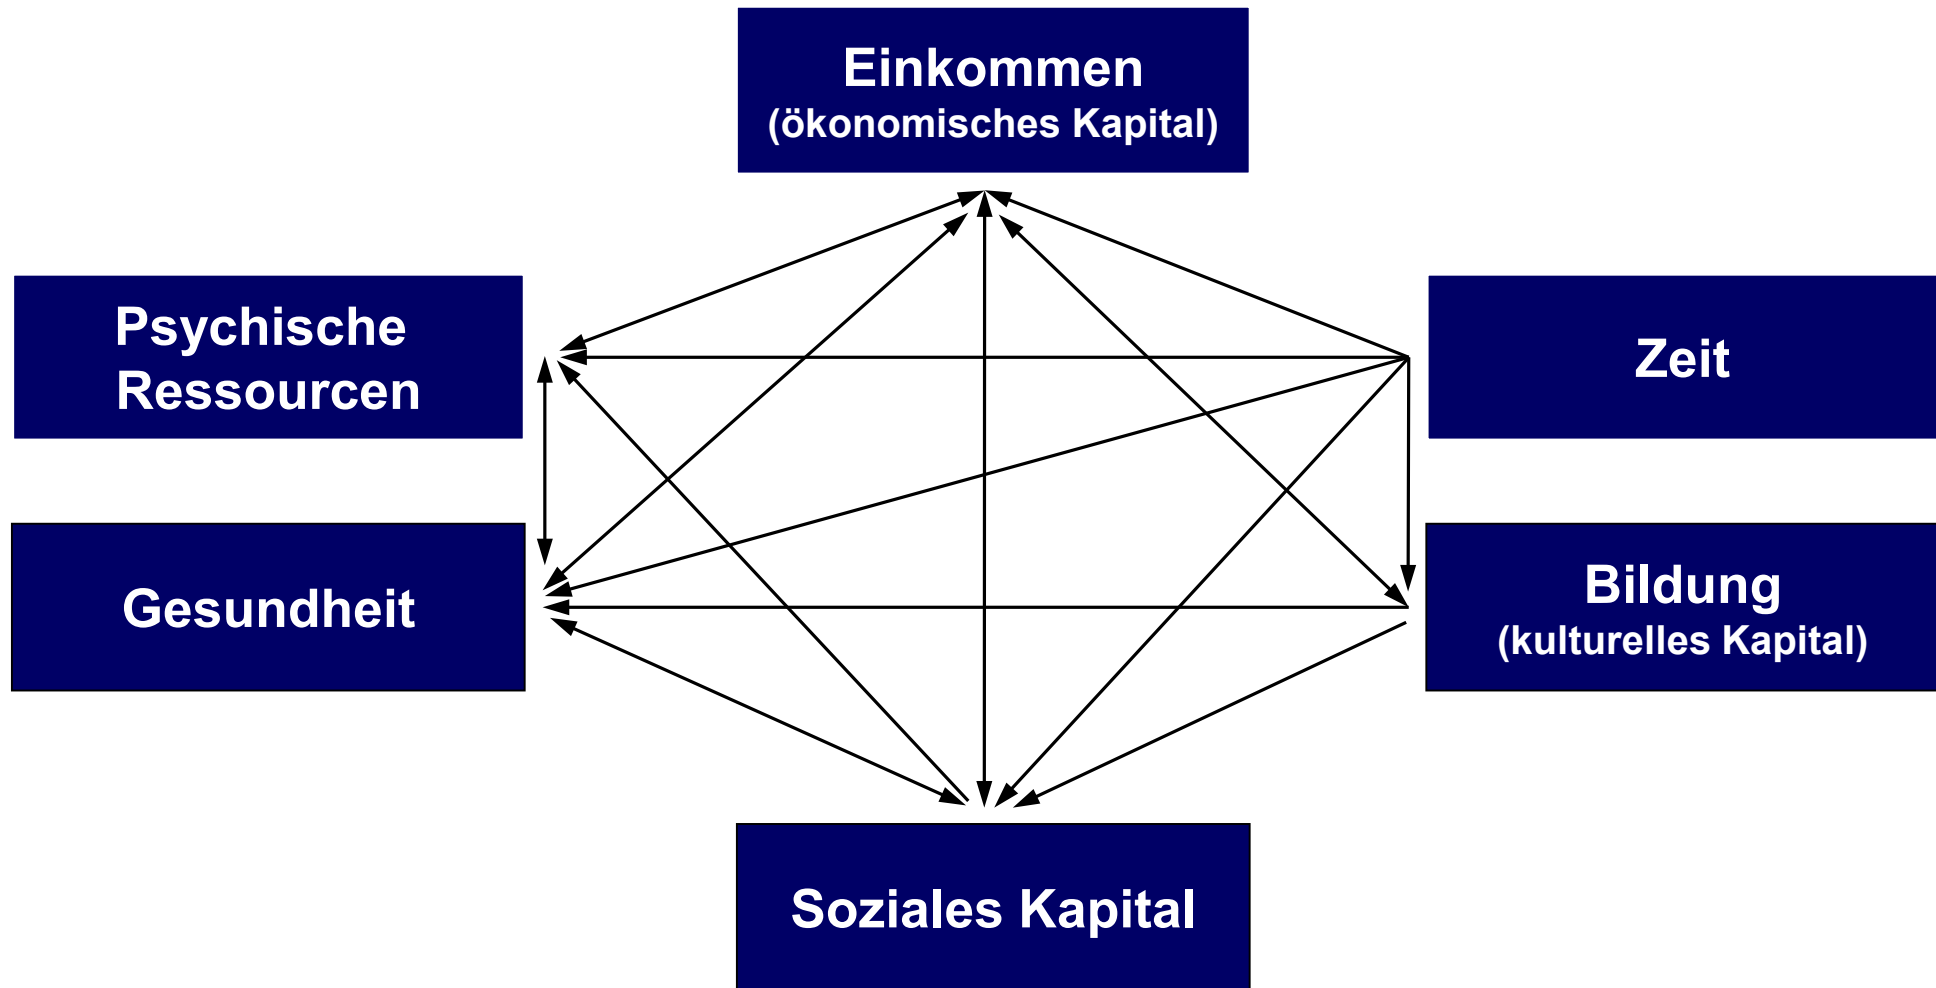 Einkommen
(ökonomisches Kapital)
Psychische
Ressourcen
Zeit
Gesundheit
Bildung
(kulturelles Kapital)
Soziales Kapital